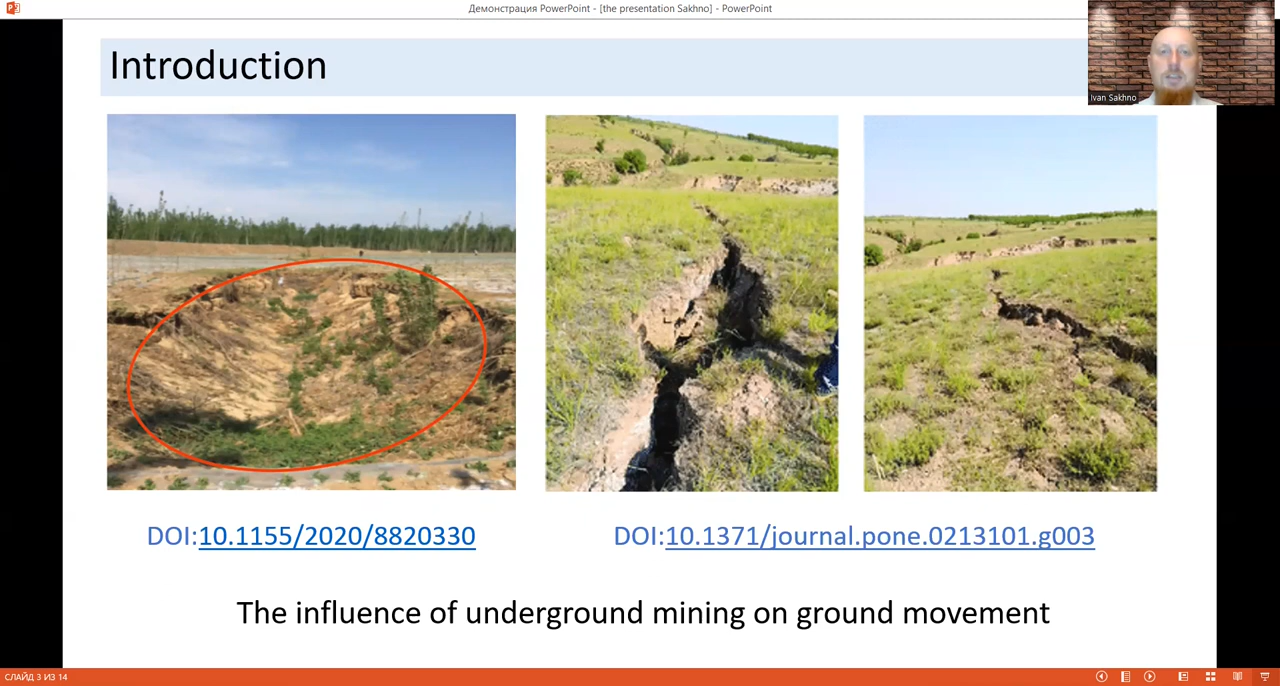 Демонстрация PowerPoint - [the presentation Sakhno] - PowerPoint
Introduction
Ivan Sakhno
DOI:10.1155/2020/8820330
DOI:10.1371/journal.pone.0213101.g003
The influence of underground mining on ground movement
СЛАЙД 3 ИЗ 14